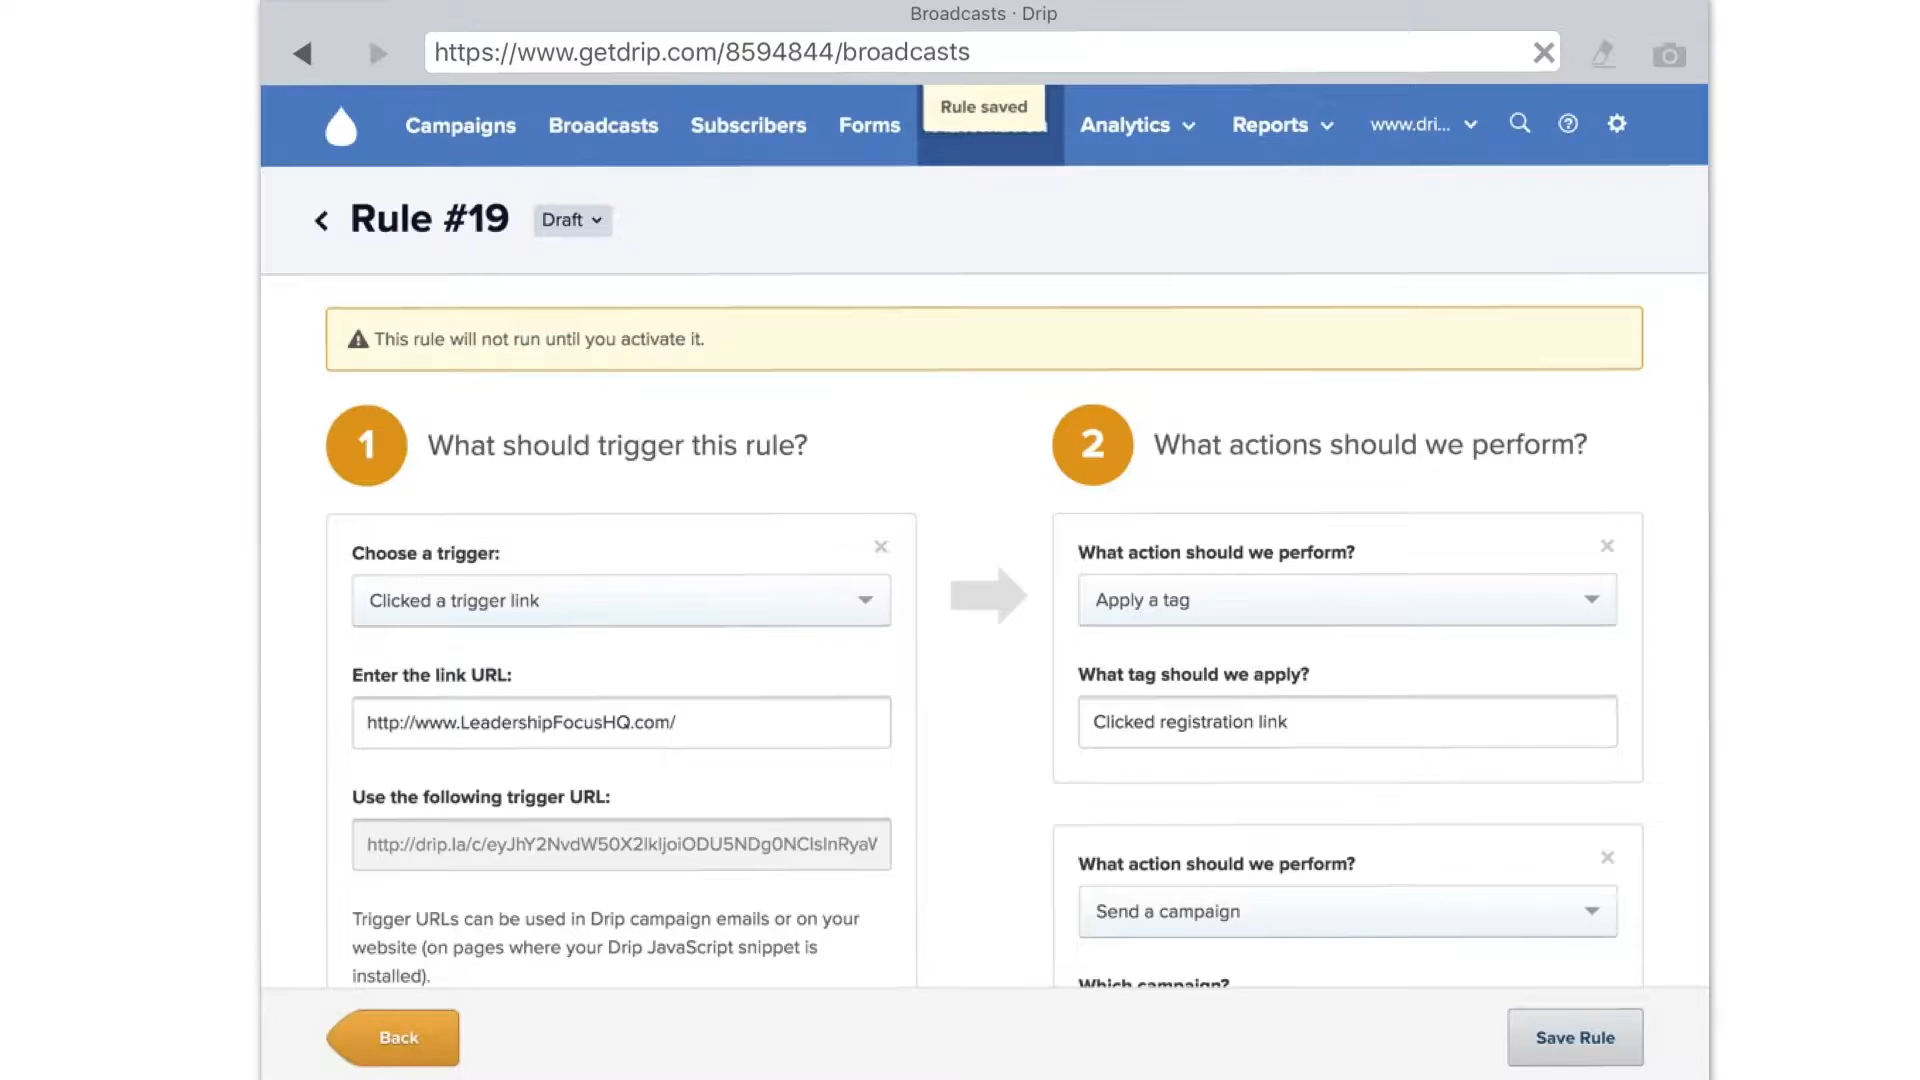 Broadcasts · Drip
https://www.getdrip.com/8594844/broadcasts
Campaigns Broadcasts Subscribers Forms Rule saved Analytics Reports www.dri...
Rule #19 Draft
This rule will not run until you activate it.
1 What should trigger this rule?
2 What actions should we perform?
Choose a trigger:
Clicked a trigger link
Enter the link URL:
http://www.LeadershipFocusHQ.com/
Use the following trigger URL:
http://drip.la/c/eyJhY2NvdW50X2lkIjoiODU5NDg0NCIsInRyaV
Trigger URLs can be used in Drip campaign emails or on your
website (on pages where your Drip JavaScript snippet is
installed).
What action should we perform?
Apply a tag
What tag should we apply?
Clicked registration link
What action should we perform?
Send a campaign
Which campaign?
Back
Save Rule